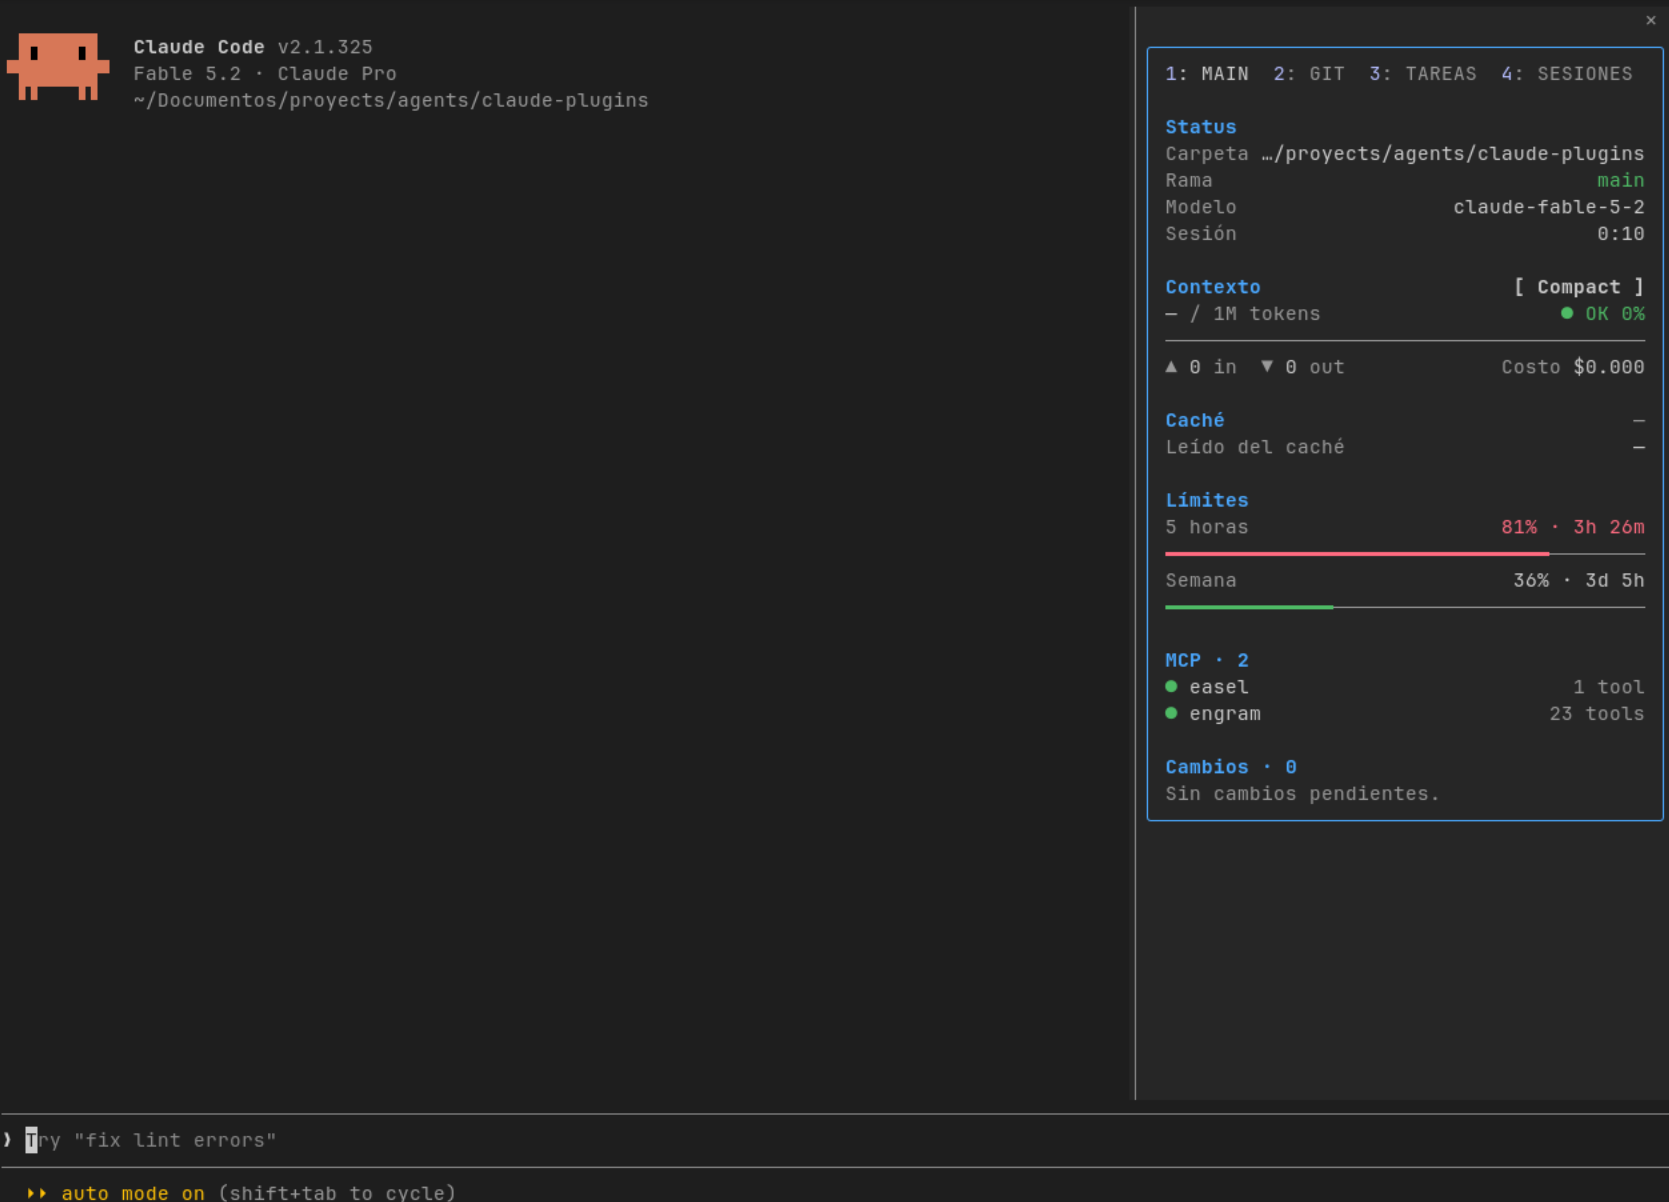 Claude Code v2.1.325
Fable 5.2 · Claude Pro
~/Documentos/proyects/agents/claude-plugins
×
1: MAIN 2: GIT 3: TAREAS 4: SESIONES
Status
Carpeta …/proyects/agents/claude-plugins
Rama main
Modelo claude-fable-5-2
Sesión 0:10
Contexto [ Compact ]
— / 1M tokens ● OK 0%
▲ 0 in ▼ 0 out Costo $0.000
Caché —
Leído del caché —
Límites
5 horas 81% · 3h 26m
Semana 36% · 3d 5h
MCP · 2
● easel 1 tool
● engram 23 tools
Cambios · 0
Sin cambios pendientes.
❯ Try "fix lint errors"
⏵⏵ auto mode on (shift+tab to cycle)